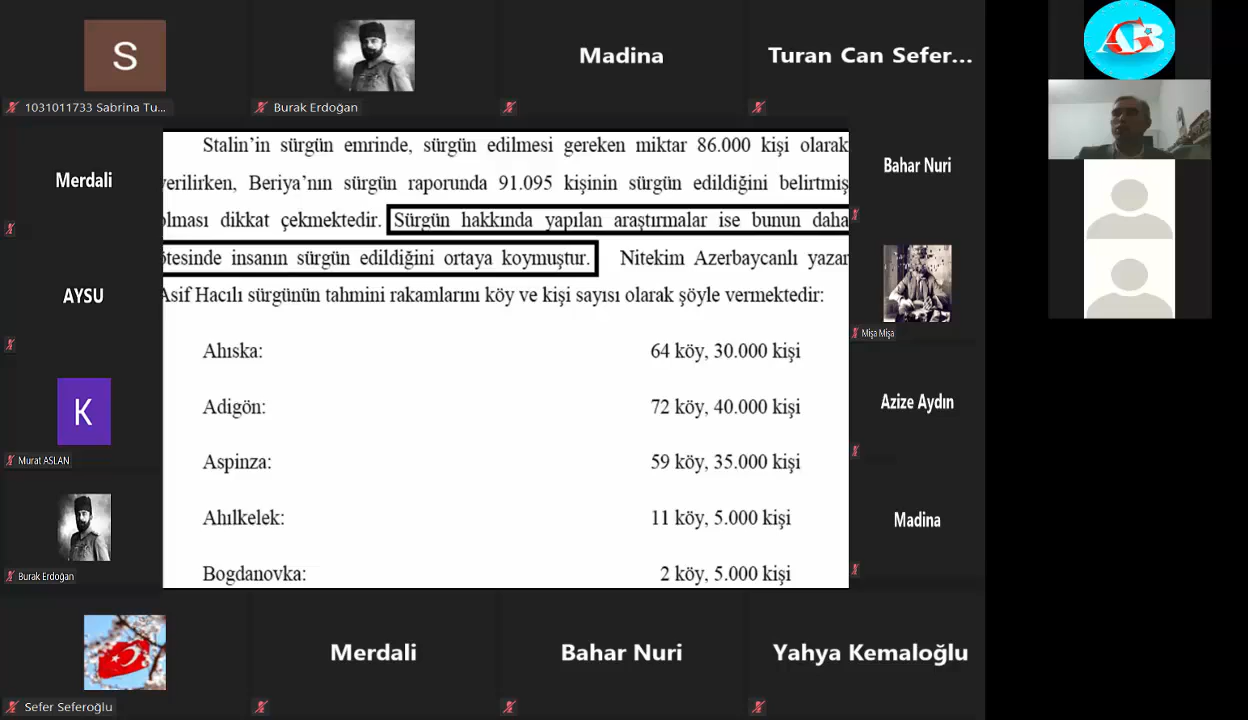 S
1031011733 Sabrina Tu...
Burak Erdoğan
Madina
Turan Can Sefer...
AGB
Merdali
AYSU
K
Murat ASLAN
Burak Erdoğan
Stalin’in sürgün emrinde, sürgün edilmesi gereken miktar 86.000 kişi olarak
verilirken, Beriya’nın sürgün raporunda 91.095 kişinin sürgün edildiğini belirtmiş
olması dikkat çekmektedir. Sürgün hakkında yapılan araştırmalar ise bunun daha
ötesinde insanın sürgün edildiğini ortaya koymuştur. Nitekim Azerbaycanlı yazar
Asif Hacılı sürgünün tahmini rakamlarını köy ve kişi sayısı olarak şöyle vermektedir:
Ahıska: 64 köy, 30.000 kişi
Adigön: 72 köy, 40.000 kişi
Aspinza: 59 köy, 35.000 kişi
Ahılkelek: 11 köy, 5.000 kişi
Bogdanovka: 2 köy, 5.000 kişi
Bahar Nuri
Mişa Mişa
Azize Aydın
Madina
Sefer Seferoğlu
Merdali
Bahar Nuri
Yahya Kemaloğlu